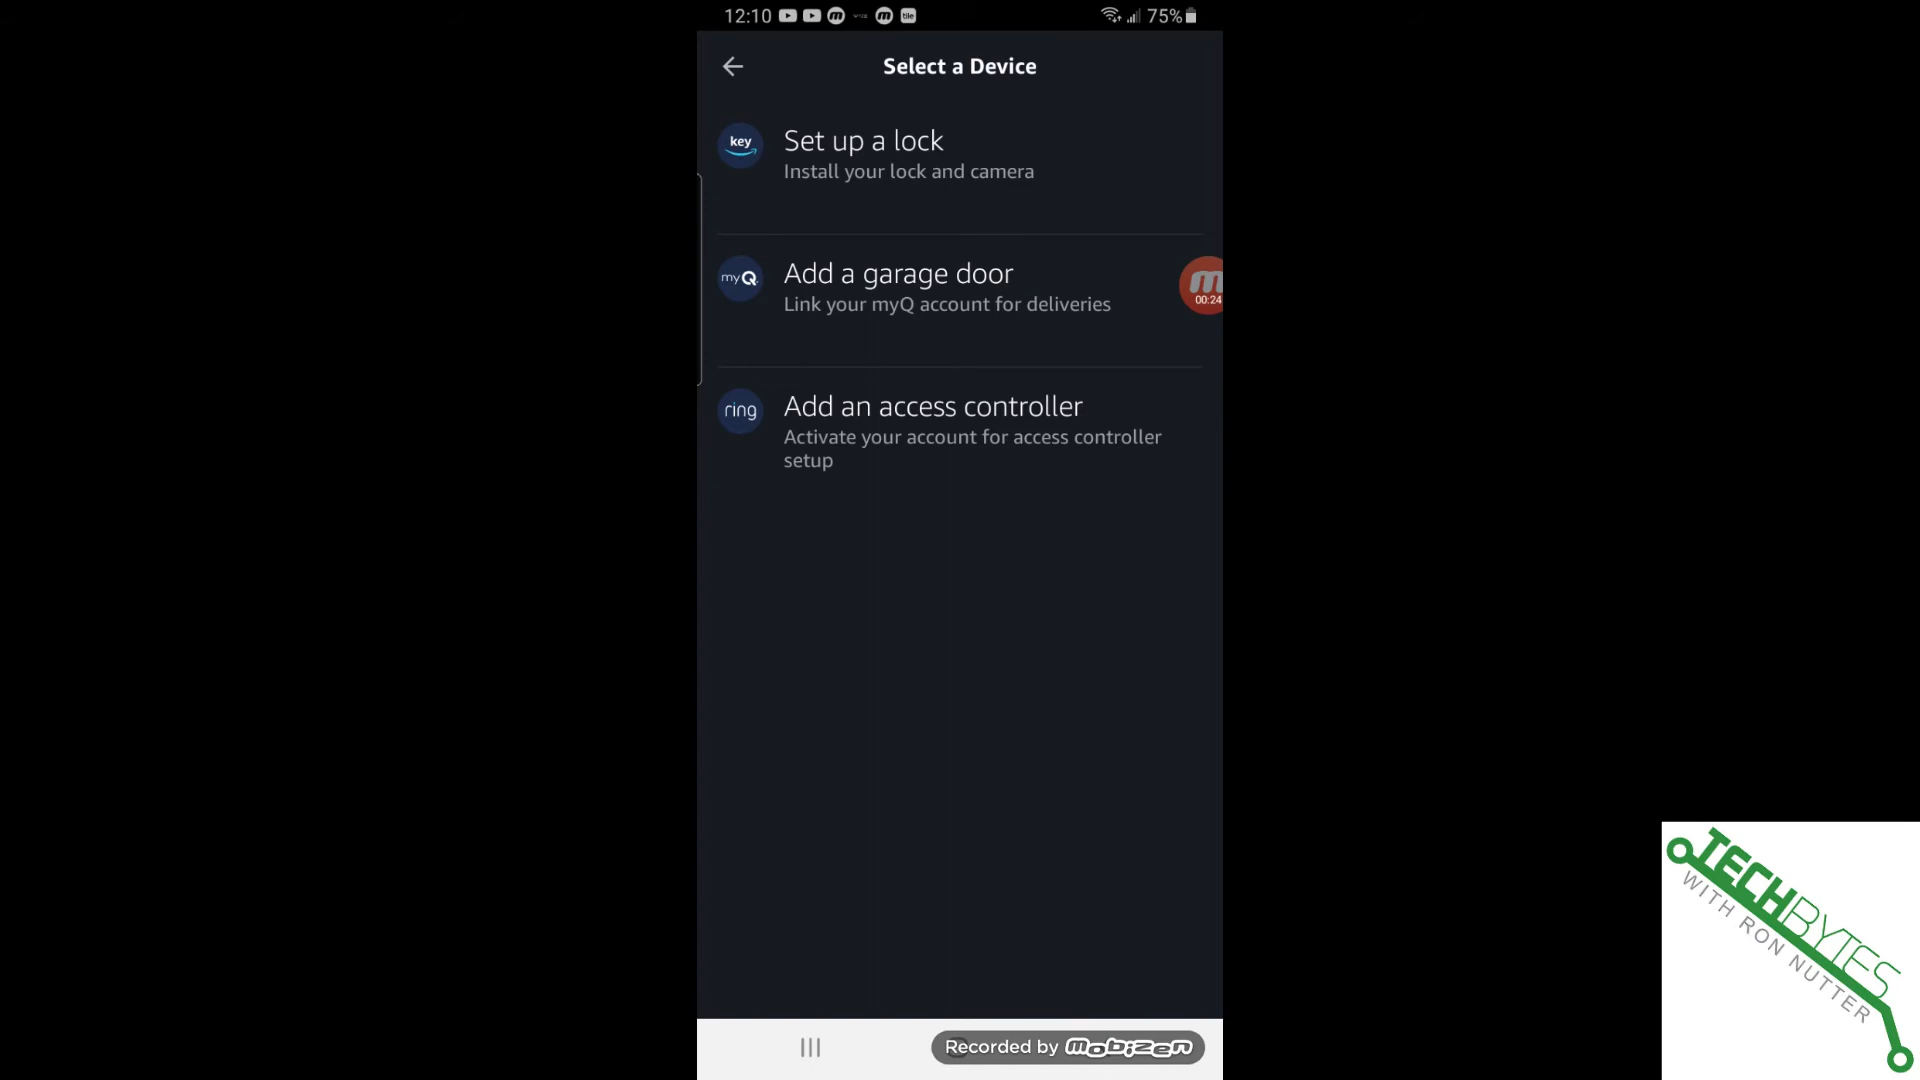 12:10
tile
75%
Select a Device
key
Set up a lock
Install your lock and camera
myQ
Add a garage door
Link your myQ account for deliveries
00:24
ring
Add an access controller
Activate your account for access controller
setup
Recorded by mobizen
TECHBYTES
WITH RON NUTTER